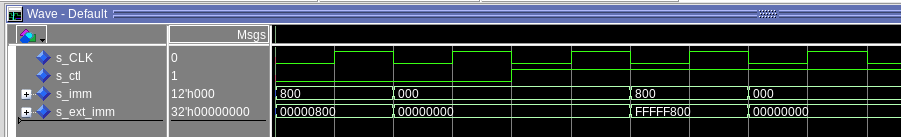 Wave - Default
Msgs
s_CLK 0
s_ctl 1
s_imm 12'h000 800 000 800 000
s_ext_imm 32'h00000000 00000800 00000000 FFFFF800 00000000